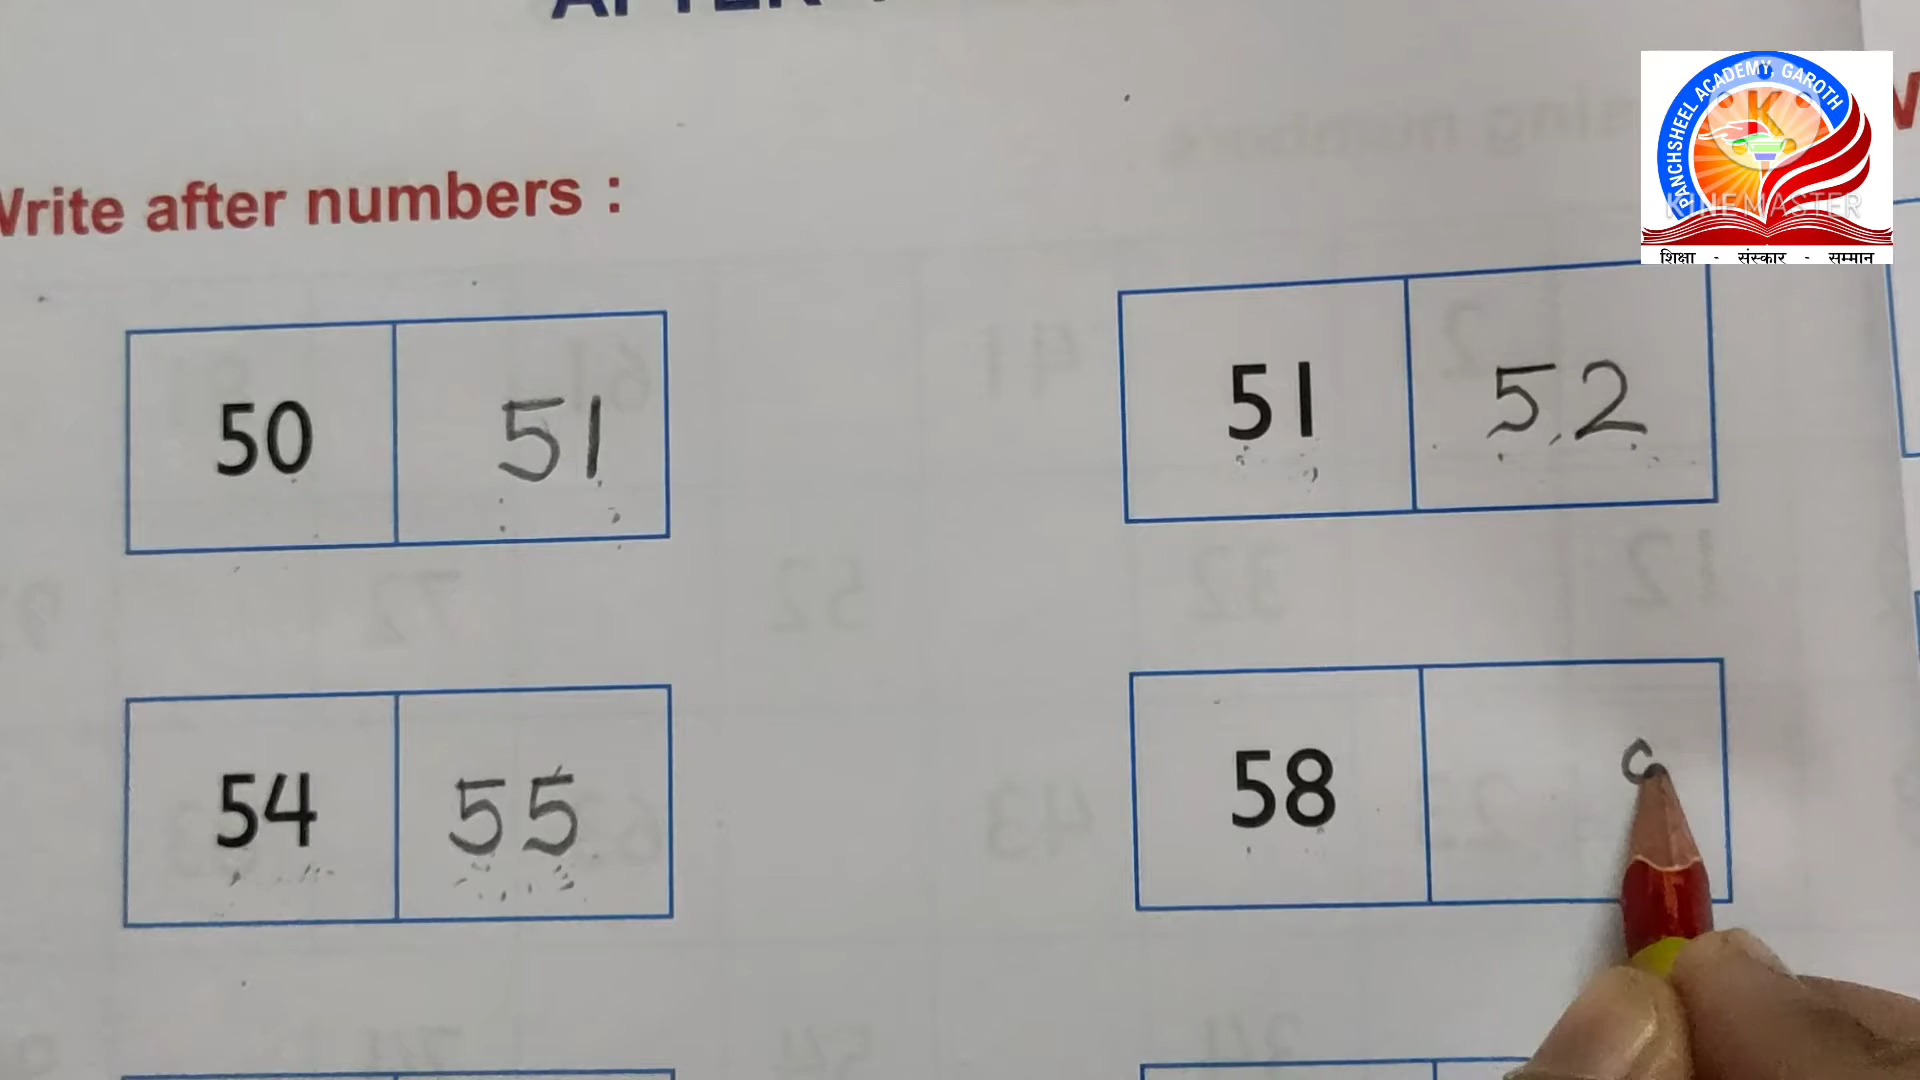 Write after numbers :
PANCHSHEEL ACADEMY, GAROTH
K
KINEMASTER
शिक्षा - संस्कार - सम्मान
50 51
51 52
54 55
58